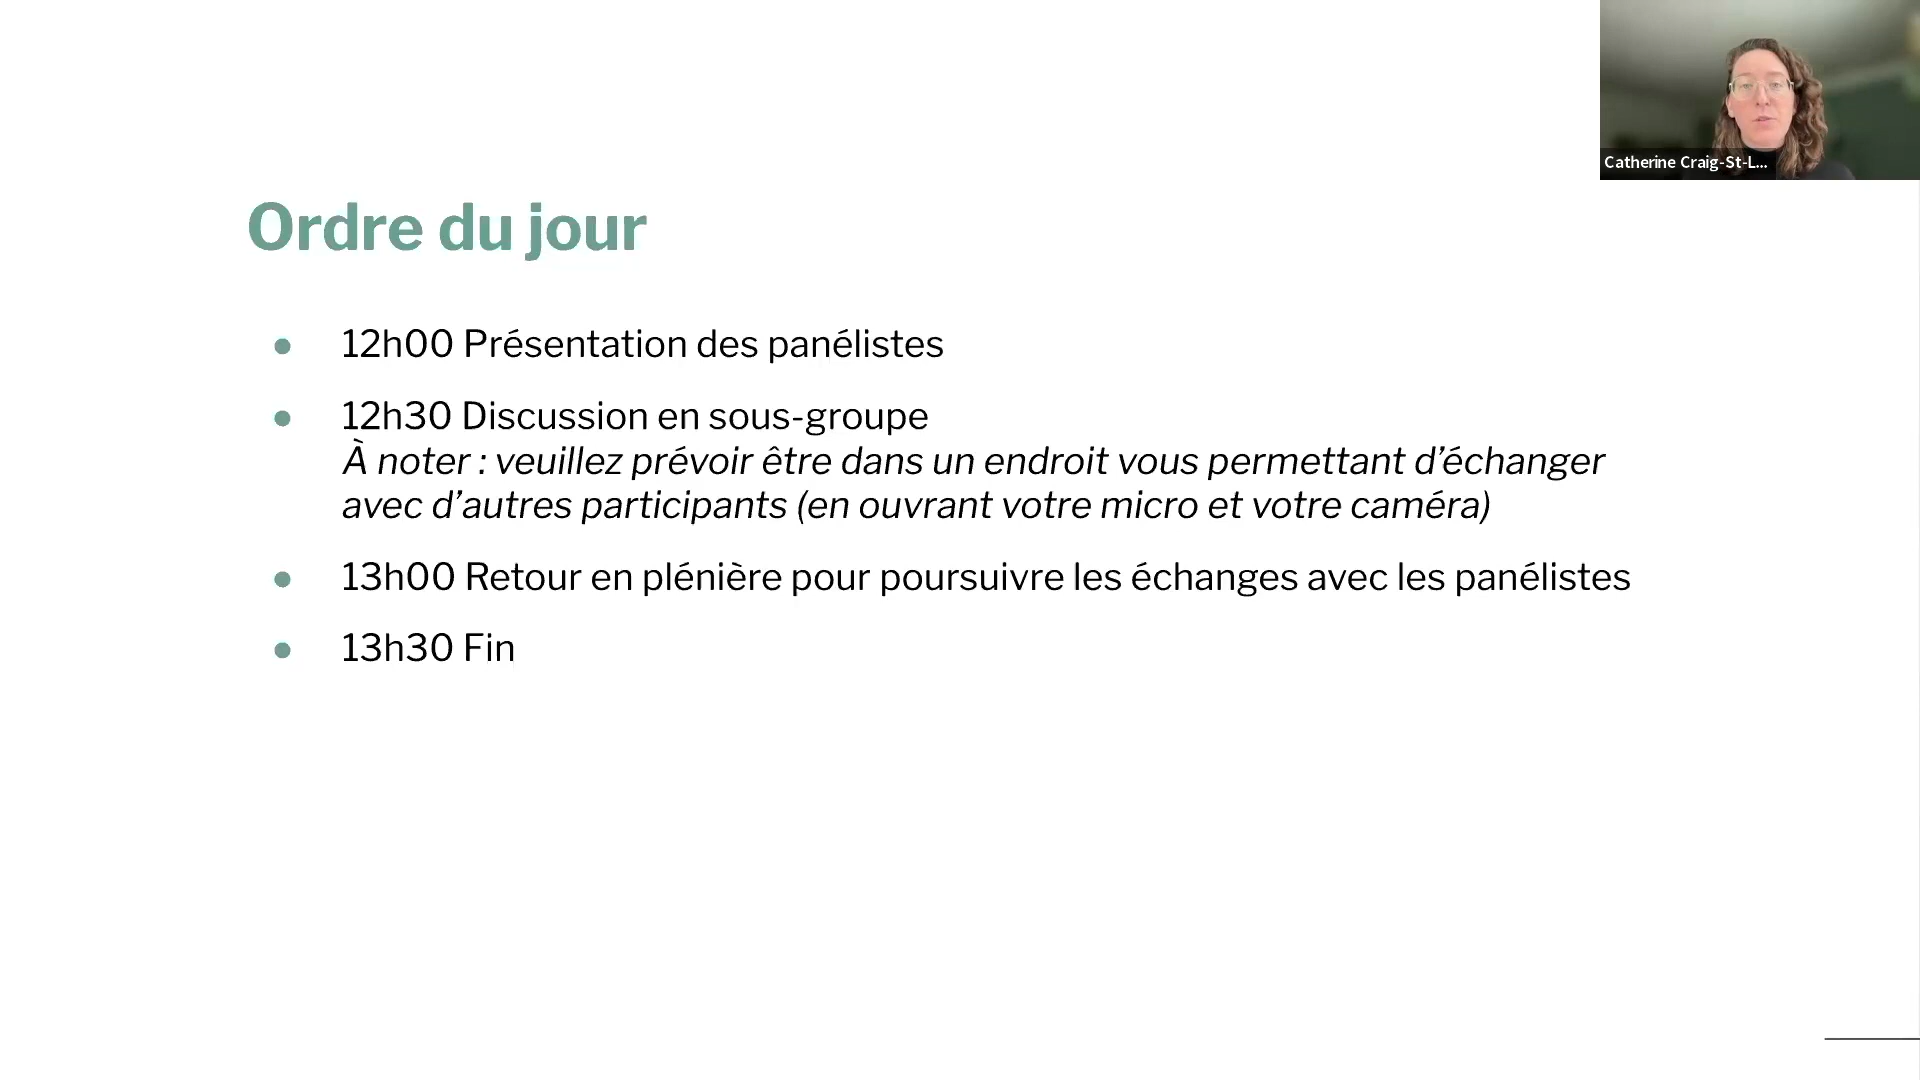 Catherine Craig-St-L...
Ordre du jour
● 12h00 Présentation des panélistes
● 12h30 Discussion en sous-groupe
À noter : veuillez prévoir être dans un endroit vous permettant d’échanger
avec d’autres participants (en ouvrant votre micro et votre caméra)
● 13h00 Retour en plénière pour poursuivre les échanges avec les panélistes
● 13h30 Fin